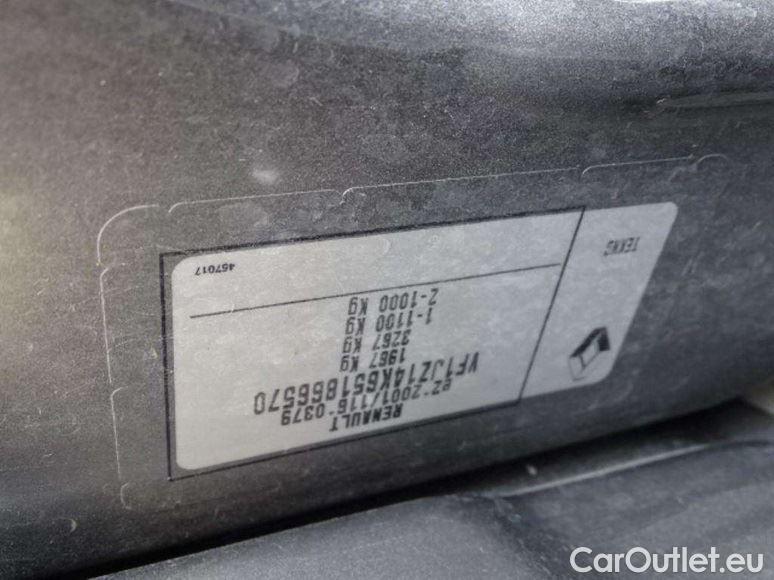 RENAULT
e2*2001/116*0379
VF1JZ14K651866570
1967 Kg
3267 Kg
1-1100 Kg
2-1000 Kg
457017
TEKNG
CarOutlet.eu